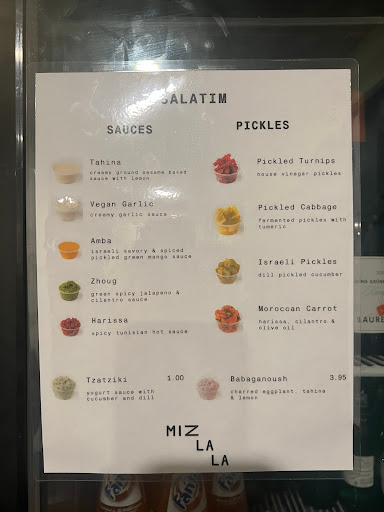 SALATIM
SAUCES
Tahina
creamy ground sesame based
sauce with lemon
Vegan Garlic
creamy garlic sauce
Amba
israeli savory & spiced
pickled green mango sauce
Zhoug
green spicy jalapeno &
cilantro sauce
Harissa
spicy tunisian hot sauce
Tzatziki 1.00
yogurt sauce with
cucumber and dill
PICKLES
Pickled Turnips
house vinegar pickles
Pickled Cabbage
fermented pickles with
tumeric
Israeli Pickles
dill pickled cucumber
Moroccan Carrot
harissa, cilantro &
olive oil
Babaganoush 3.95
charred eggplant, tahina
& lemon
MIZ
LA
LA
Fanta